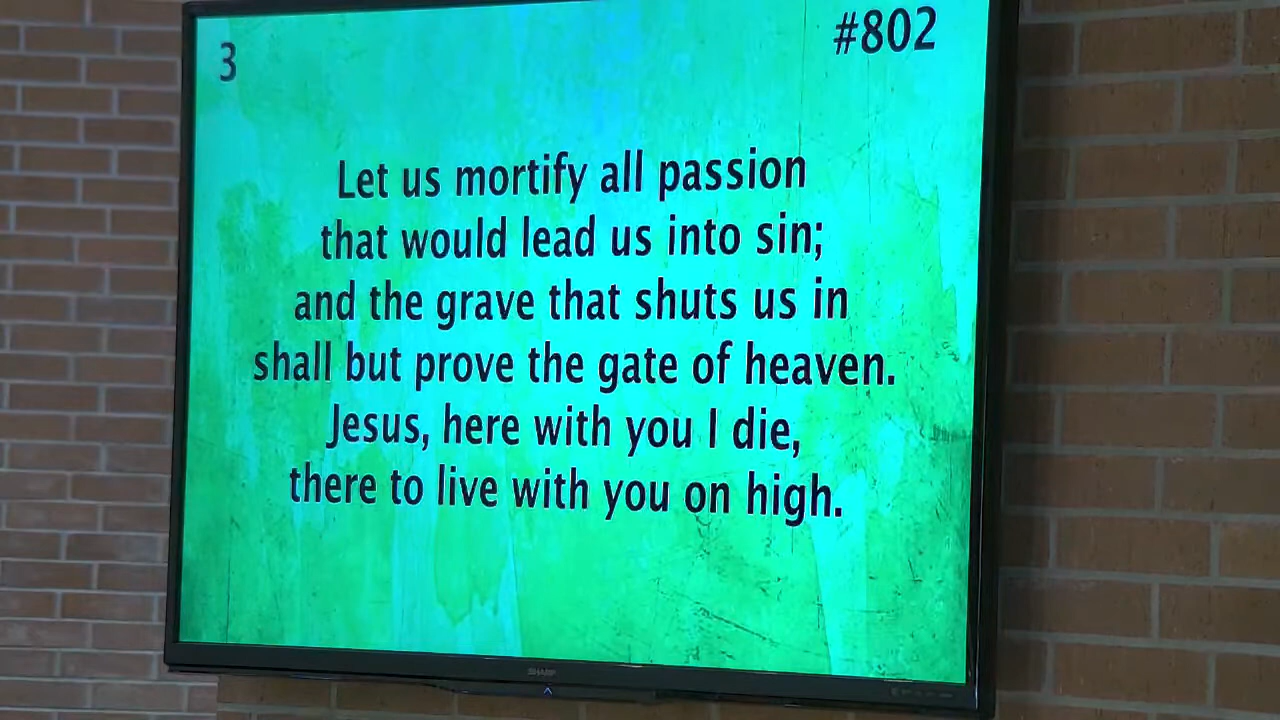 3
#802
Let us mortify all passion
that would lead us into sin;
and the grave that shuts us in
shall but prove the gate of heaven.
Jesus, here with you I die,
there to live with you on high.
SHARP